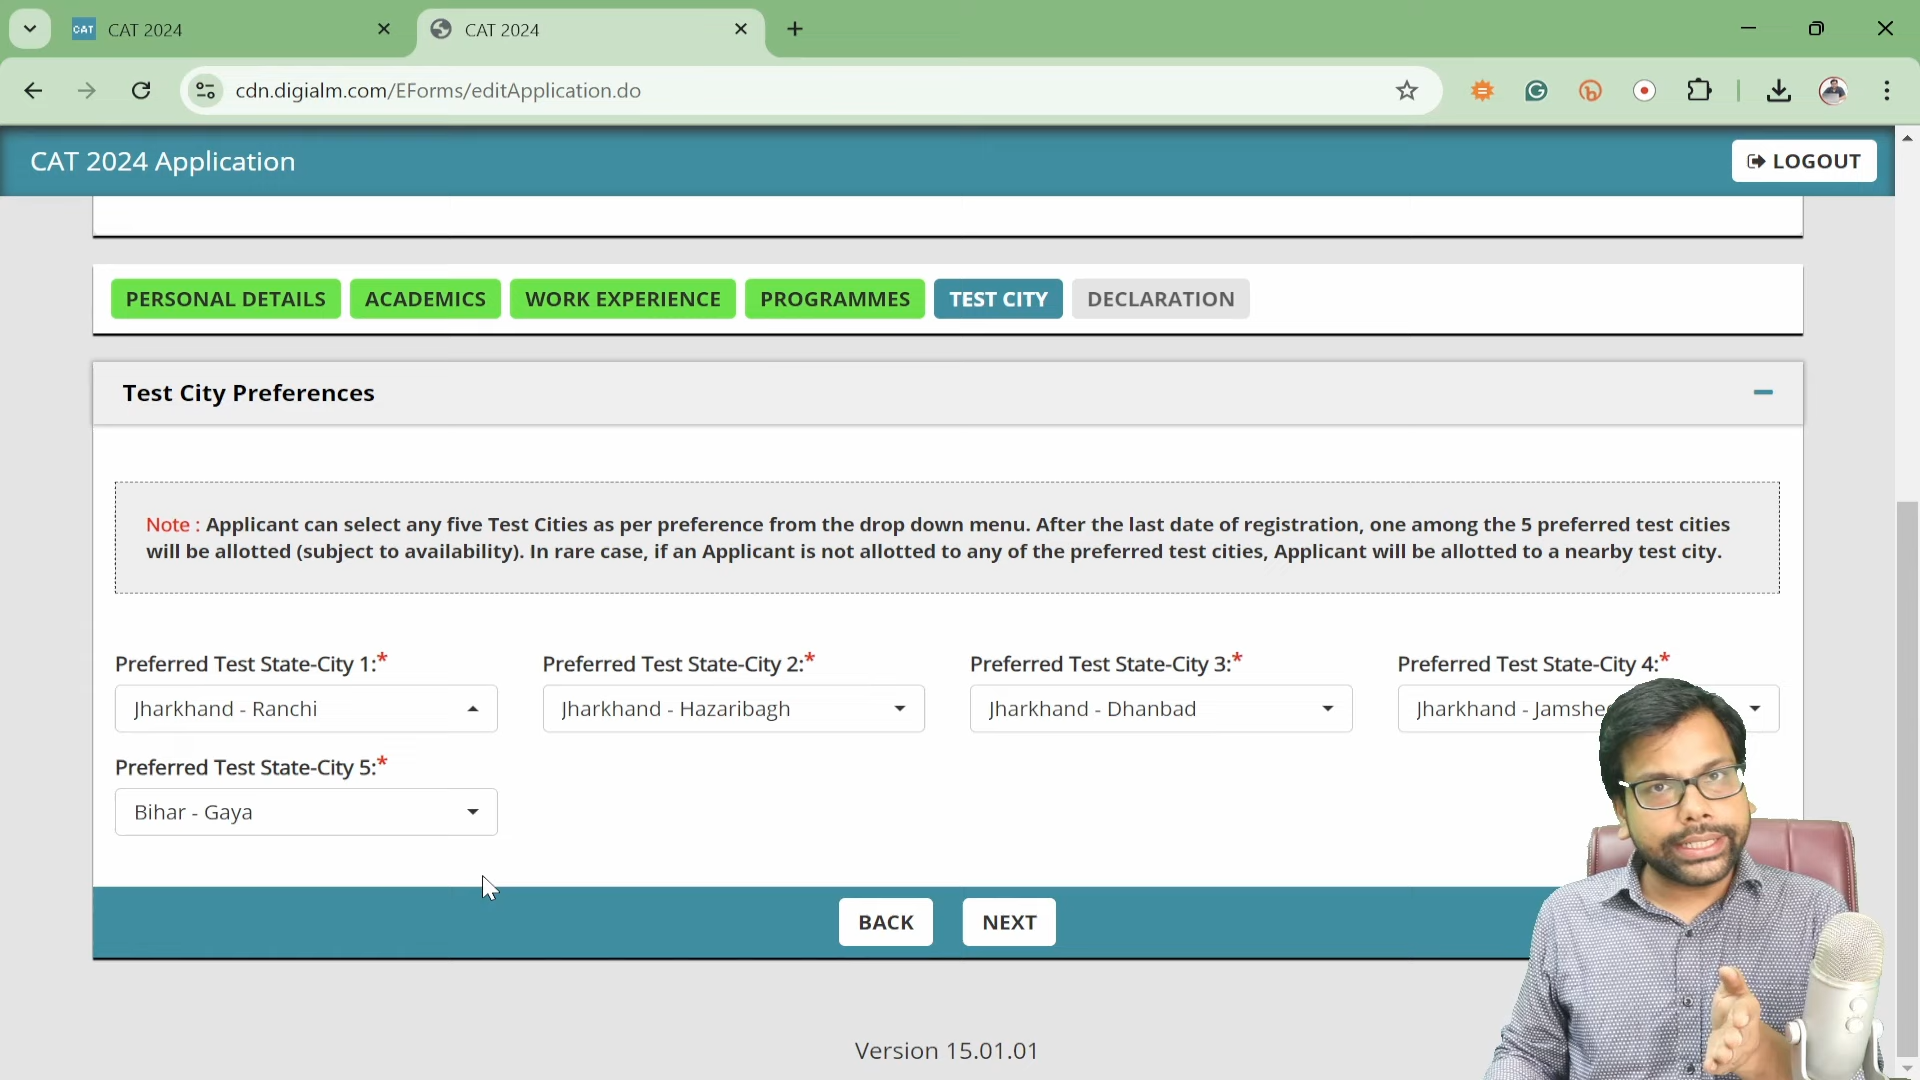 CAT CAT 2024
CAT 2024
cdn.digialm.com/EForms/editApplication.do
CAT 2024 Application
LOGOUT
PERSONAL DETAILS
ACADEMICS
WORK EXPERIENCE
PROGRAMMES
TEST CITY
DECLARATION
Test City Preferences
Note : Applicant can select any five Test Cities as per preference from the drop down menu. After the last date of registration, one among the 5 preferred test cities
will be allotted (subject to availability). In rare case, if an Applicant is not allotted to any of the preferred test cities, Applicant will be allotted to a nearby test city.
Preferred Test State-City 1:*
Preferred Test State-City 2:*
Preferred Test State-City 3:*
Preferred Test State-City 4:*
Jharkhand - Ranchi
Jharkhand - Hazaribagh
Jharkhand - Dhanbad
Jharkhand -
Preferred Test State-City 5:*
Bihar - Gaya
BACK
NEXT
Version 15.01.01